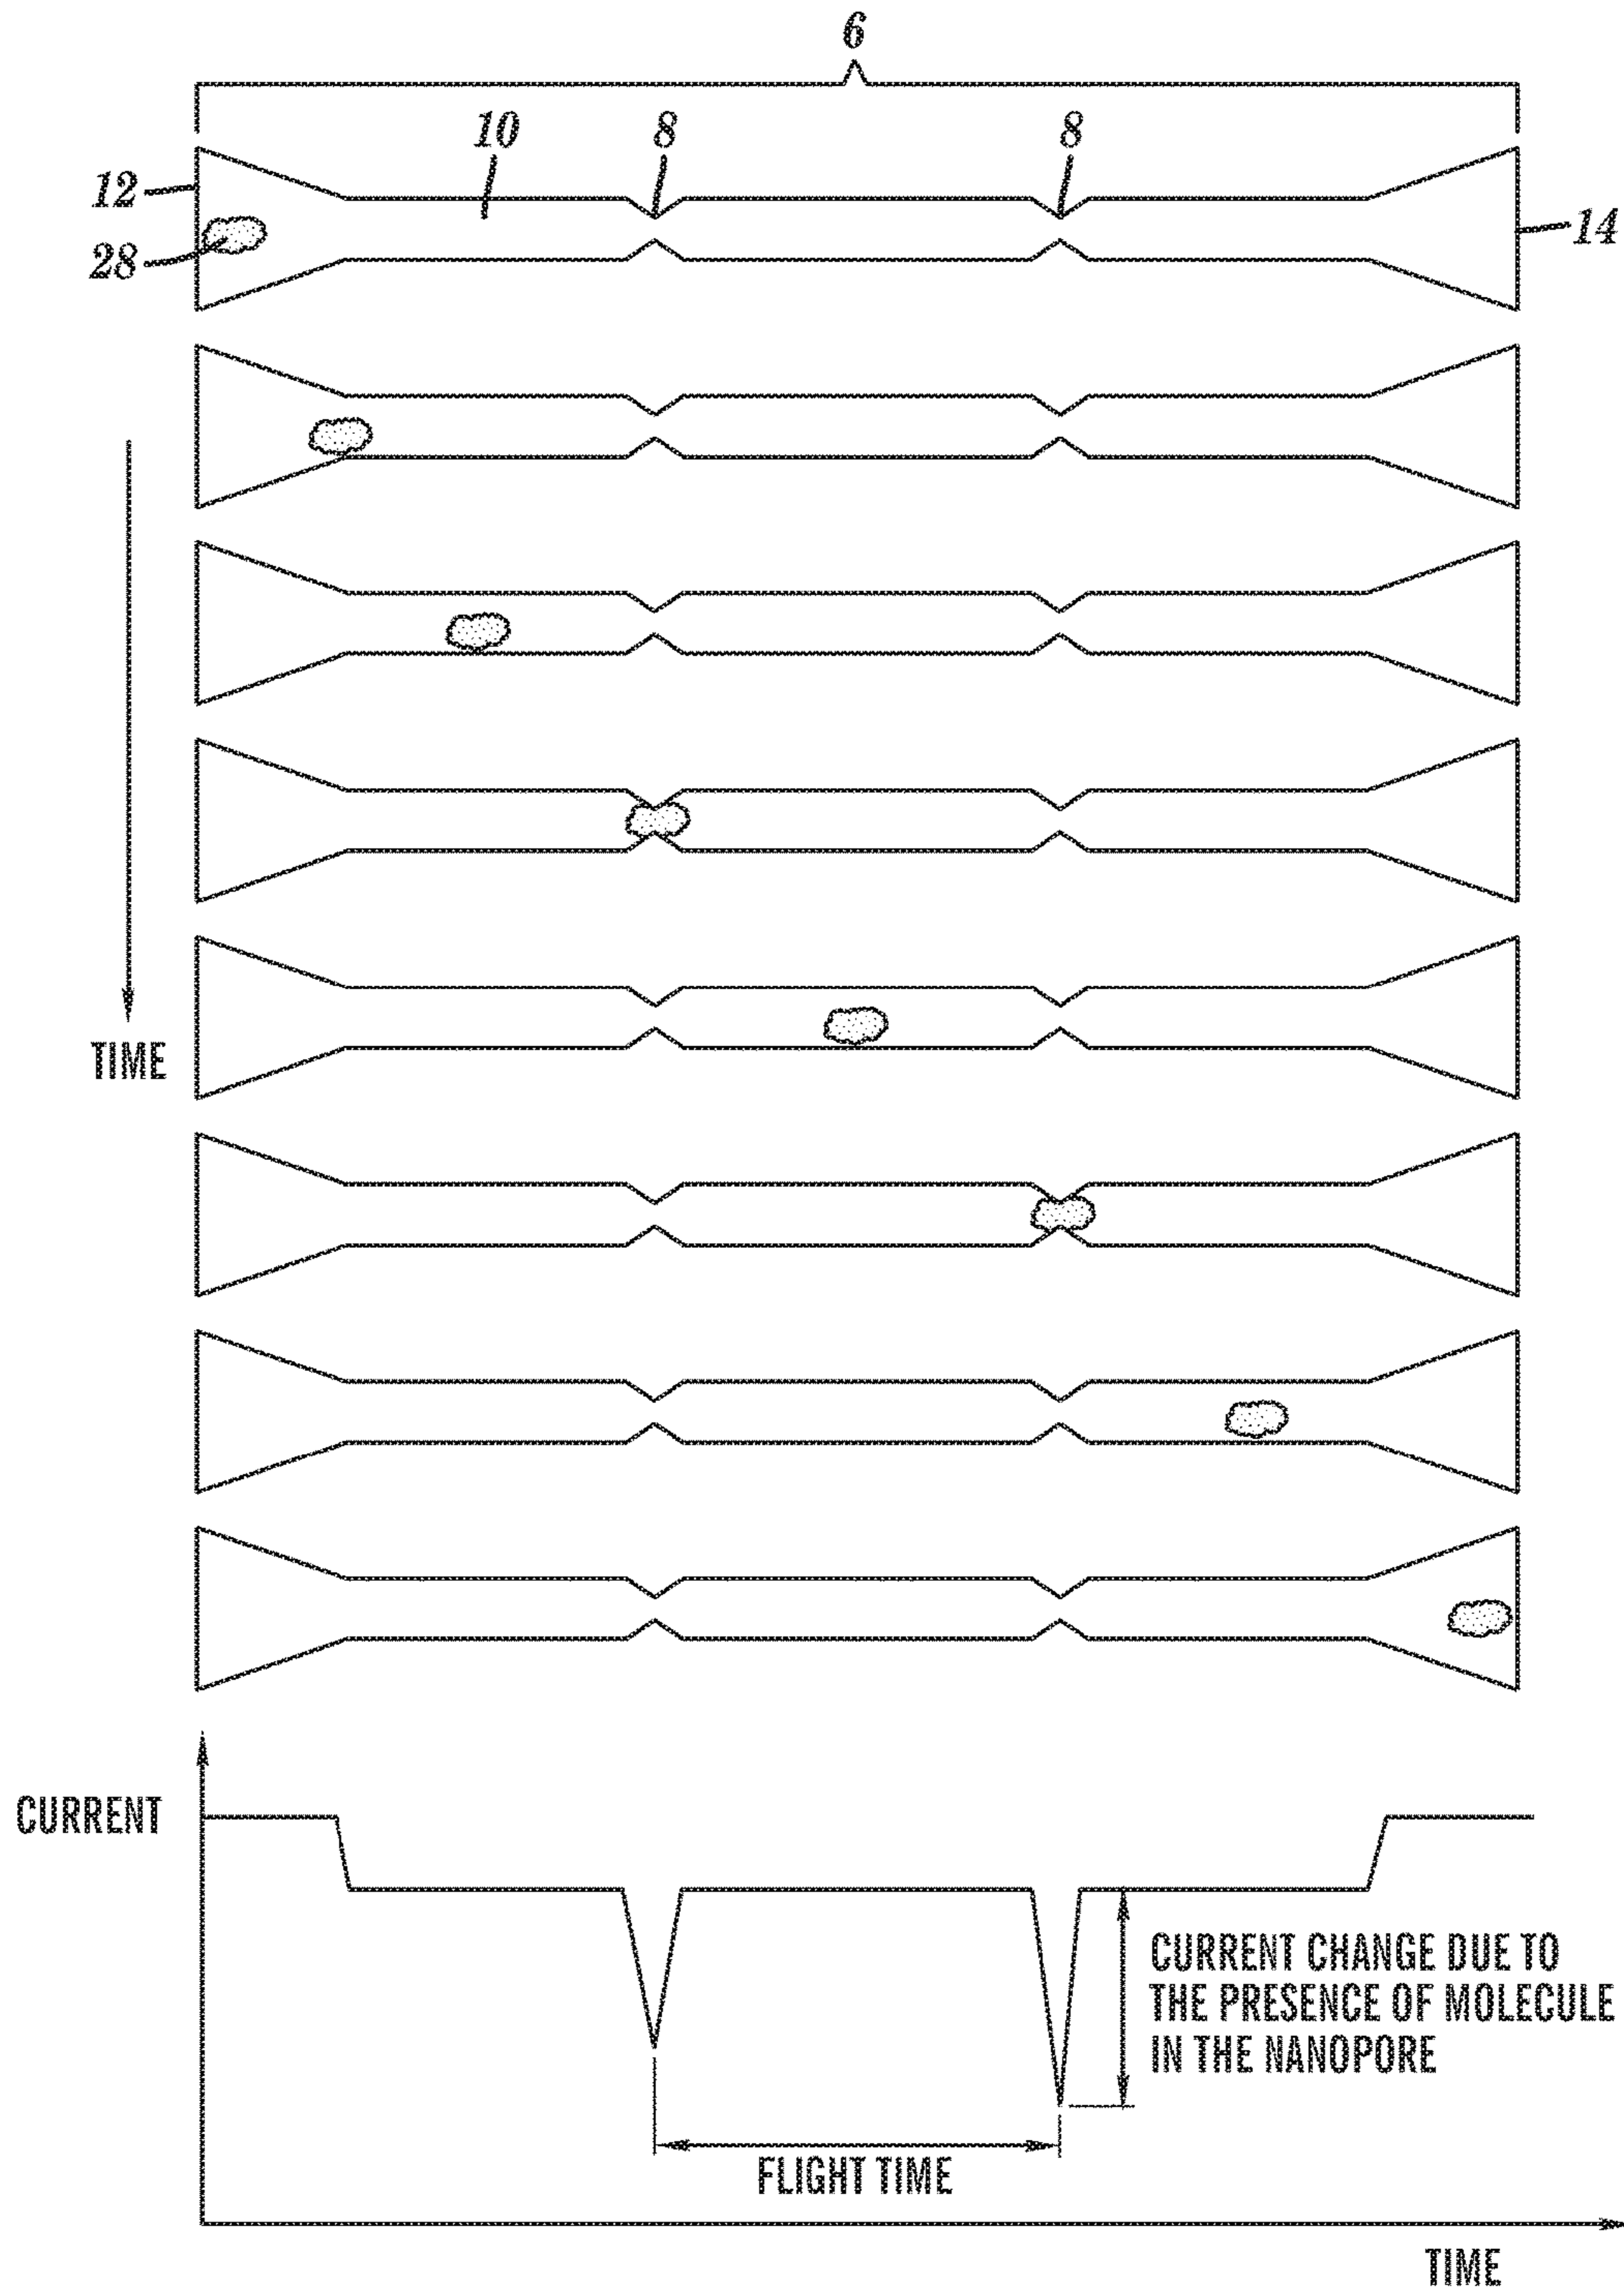 6
10
8
8
12
14
28
TIME
CURRENT
CURRENT CHANGE DUE TO
THE PRESENCE OF MOLECULE
IN THE NANOPORE
FLIGHT TIME
TIME